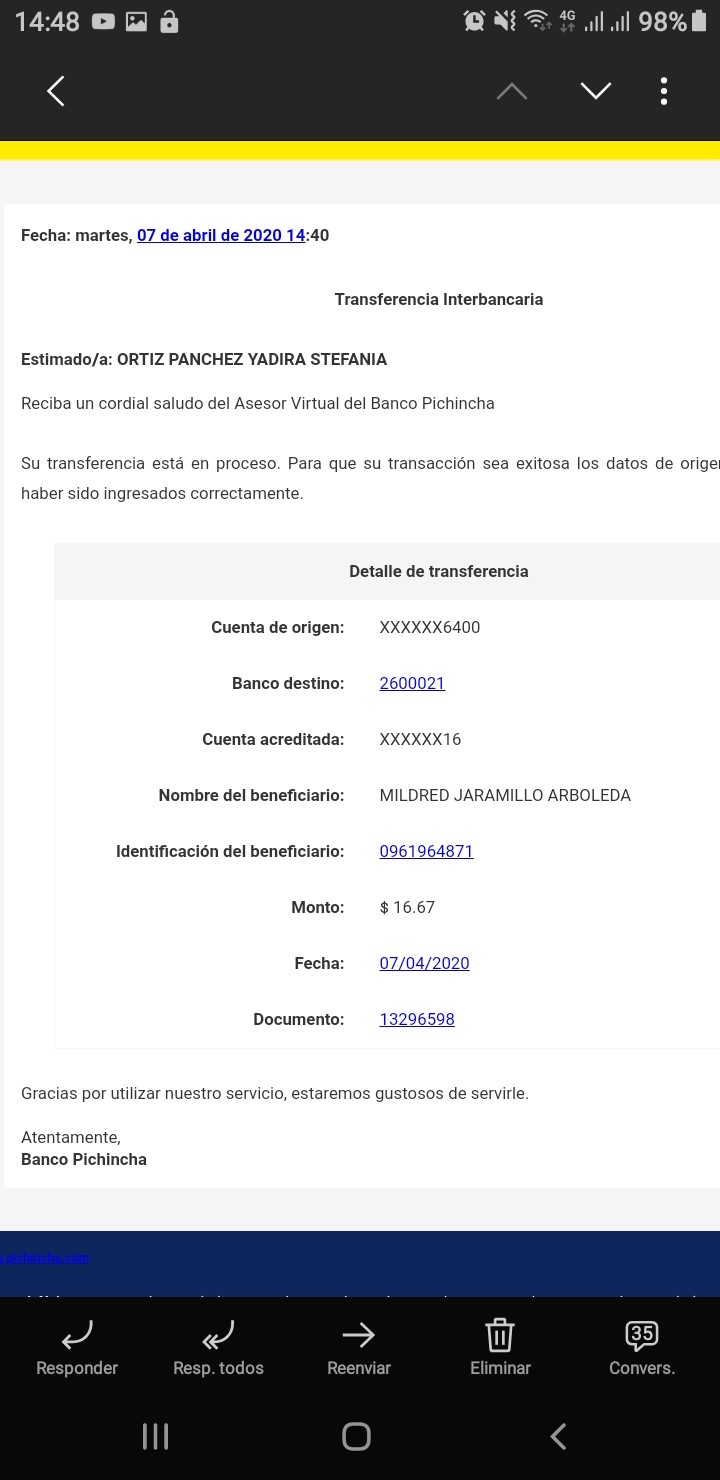 14:48 4G 98%
Fecha: martes, 07 de abril de 2020 14:40
Transferencia Interbancaria
Estimado/a: ORTIZ PANCHEZ YADIRA STEFANIA
Reciba un cordial saludo del Asesor Virtual del Banco Pichincha
Su transferencia está en proceso. Para que su transacción sea exitosa los datos de orige
haber sido ingresados correctamente.
Detalle de transferencia
Cuenta de origen: XXXXXX6400
Banco destino: 2600021
Cuenta acreditada: XXXXXX16
Nombre del beneficiario: MILDRED JARAMILLO ARBOLEDA
Identificación del beneficiario: 0961964871
Monto: $ 16.67
Fecha: 07/04/2020
Documento: 13296598
Gracias por utilizar nuestro servicio, estaremos gustosos de servirle.
Atentamente,
Banco Pichincha
.pichincha.com
35
Responder Resp. todos Reenviar Eliminar Convers.